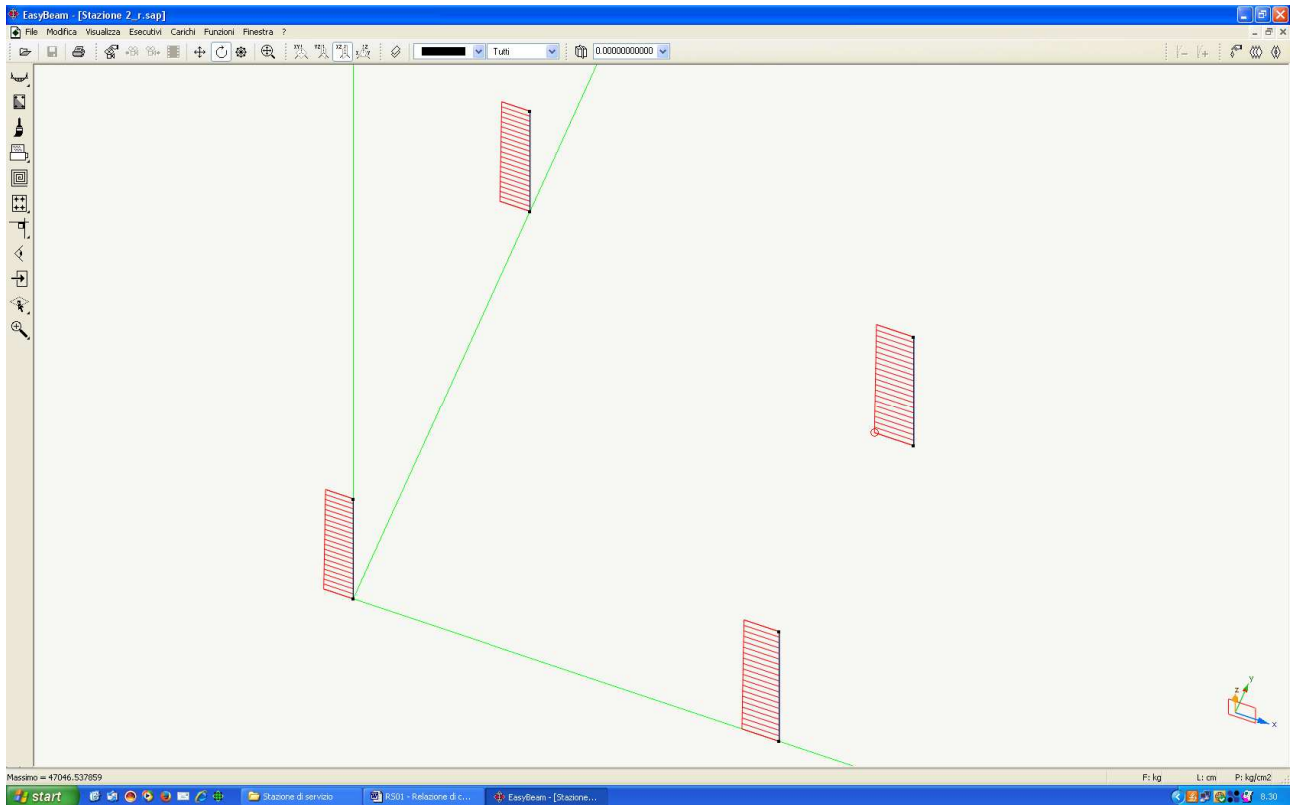 EasyBeam - [Stazione 2_r.sap]
File Modifica Visualizza Esecutivi Carichi Funzioni Finestra ?
Tutti 0.00000000000
Y
Z
X
Massimo = 47046.537859 F: kg L: cm P: kg/cm2
start Stazione di servizio RS01 - Relazione di c... EasyBeam - [Stazione... 8.30